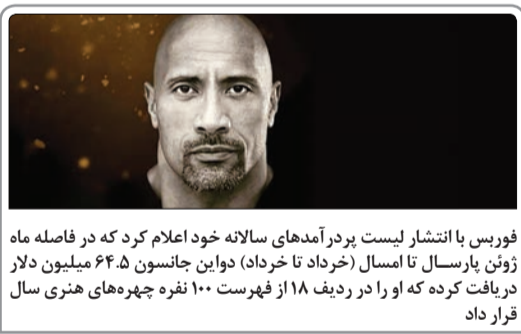 فوربس با انتشار لیست پردرآمدهای سالانه خود اعلام کرد که در فاصله ماه
ژوئن پارسـال تا امسال (خرداد تا خرداد) دواین جانسون ۶۴.۵ میلیون دلار
دریافت کرده که او را در ردیف ۱۸ از فهرست ۱۰۰ نفره چهره‌های هنری سال
قرار داد